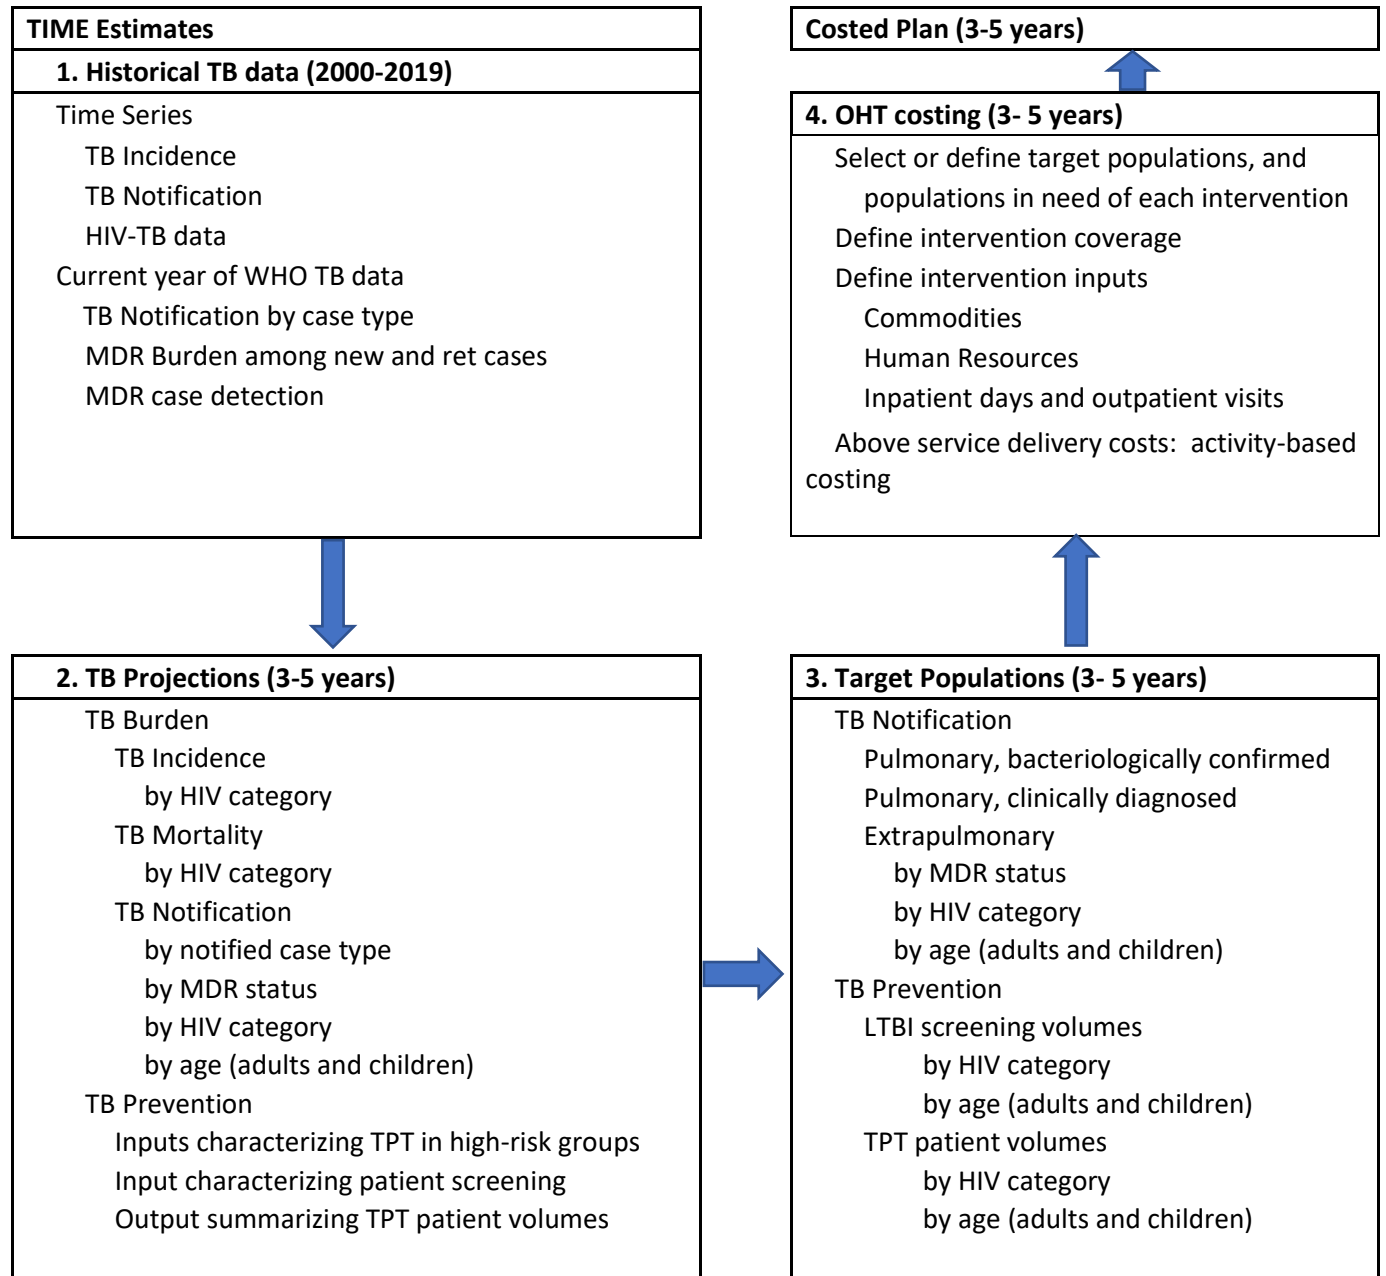 TIME Estimates
1. Historical TB data (2000-2019)
Time Series
TB Incidence
TB Notification
HIV-TB data
Current year of WHO TB data
TB Notification by case type
MDR Burden among new and ret cases
MDR case detection
2. TB Projections (3-5 years)
TB Burden
TB Incidence
by HIV category
TB Mortality
by HIV category
TB Notification
by notified case type
by MDR status
by HIV category
by age (adults and children)
TB Prevention
Inputs characterizing TPT in high-risk groups
Input characterizing patient screening
Output summarizing TPT patient volumes
3. Target Populations (3- 5 years)
TB Notification
Pulmonary, bacteriologically confirmed
Pulmonary, clinically diagnosed
Extrapulmonary
by MDR status
by HIV category
by age (adults and children)
TB Prevention
LTBI screening volumes
by HIV category
by age (adults and children)
TPT patient volumes
by HIV category
by age (adults and children)
4. OHT costing (3- 5 years)
Select or define target populations, and
populations in need of each intervention
Define intervention coverage
Define intervention inputs
Commodities
Human Resources
Inpatient days and outpatient visits
Above service delivery costs:  activity-based
costing
Costed Plan (3-5 years)